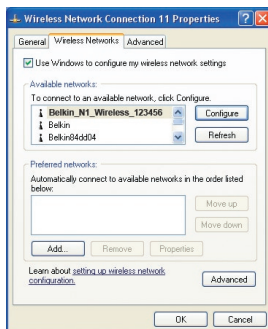 Wireless Network Connection 11 Properties
General Wireless Networks Advanced
Use Windows to configure my wireless network settings
Available networks:
To connect to an available network, click Configure.
Belkin_N1_Wireless_123456
Configure
Belkin
Belkin84dd04
Refresh
Preferred networks:
Automatically connect to available networks in the order listed
below:
Move up
Move down
Add... Remove Properties
Learn about setting up wireless network
configuration.
Advanced
OK Cancel